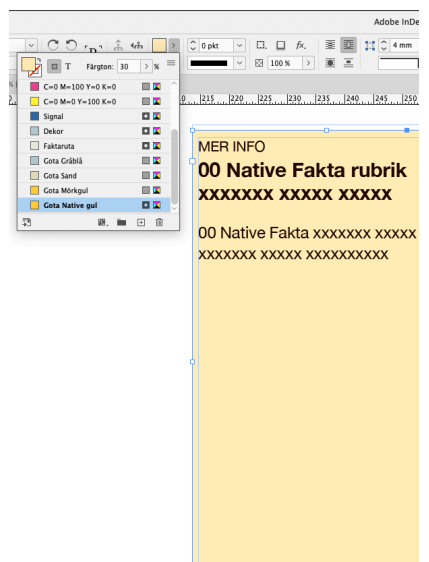 Adobe InDe
0 pkt
fx.
4 mm
T Färgton: 30 %
100 %
C=0 M=100 Y=0 K=0
C=0 M=0 Y=100 K=0
Signal
Dekor
Faktaruta
Gota Gråblå
Gota Sand
Gota Mörkgul
Gota Native gul
215 220 225 230 235 240 245 250
MER INFO
00 Native Fakta rubrik
xxxxxxx xxxxx xxxxx
00 Native Fakta xxxxxxx xxxxx
xxxxxxx xxxxx xxxxxxxxxx